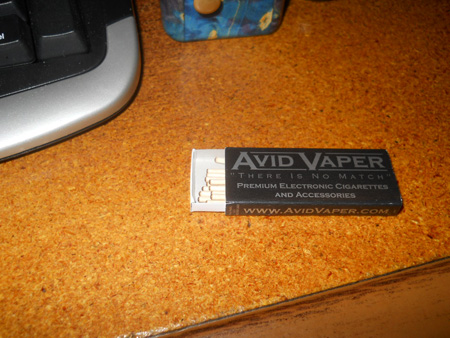 AVID VAPER
"THERE IS NO MATCH"
PREMIUM ELECTRONIC CIGARETTES
AND ACCESSORIES
WWW.AVIDVAPER.COM